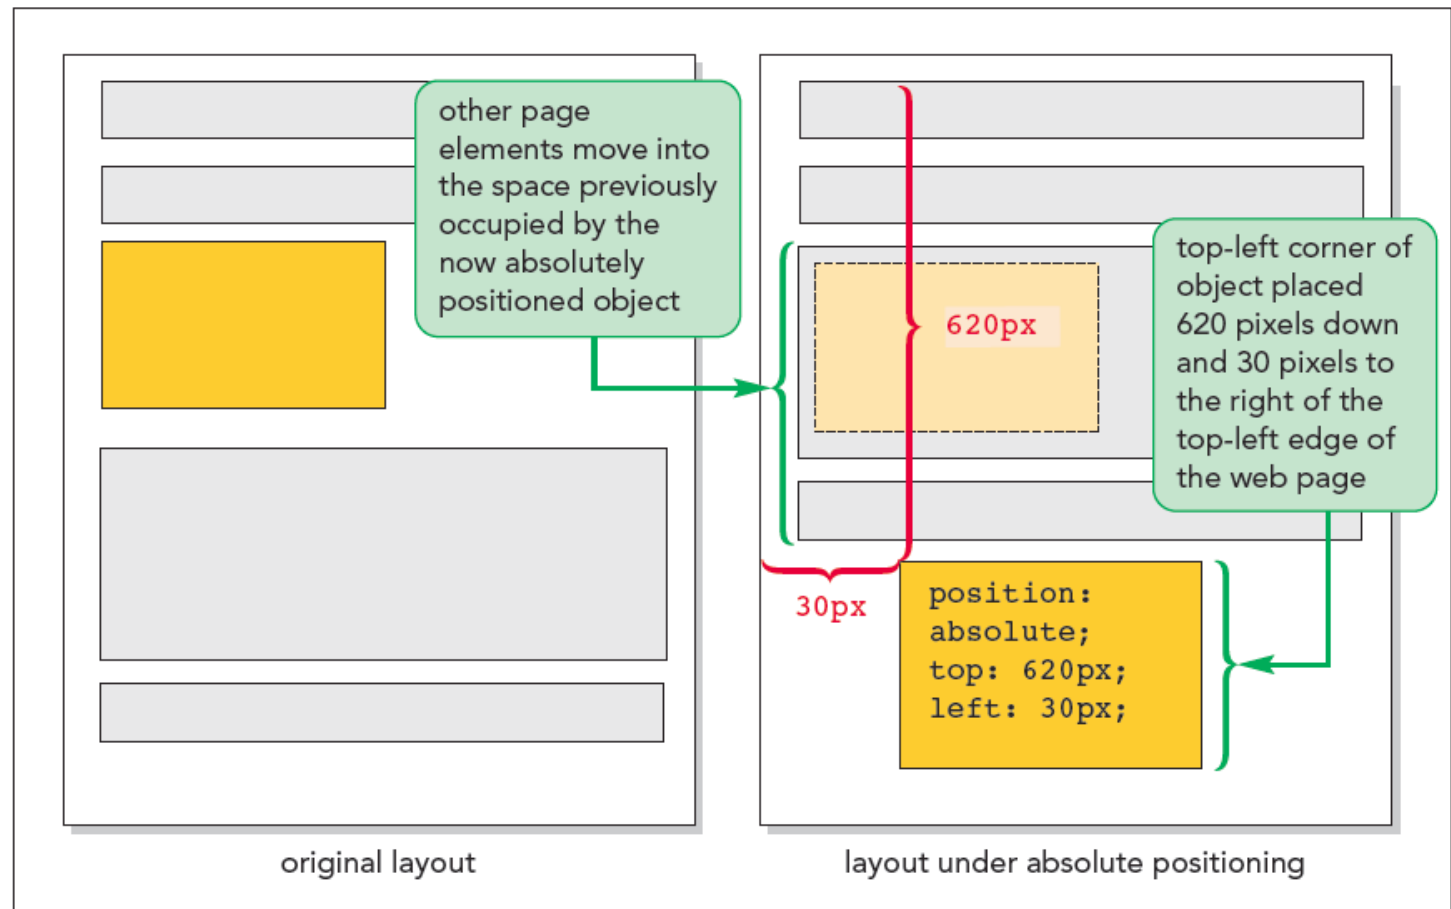 other page
elements move into
the space previously
occupied by the
now absolutely
positioned object
620px
top-left corner of
object placed
620 pixels down
and 30 pixels to
the right of the
top-left edge of
the web page
30px
position:
absolute;
top: 620px;
left: 30px;
original layout
layout under absolute positioning